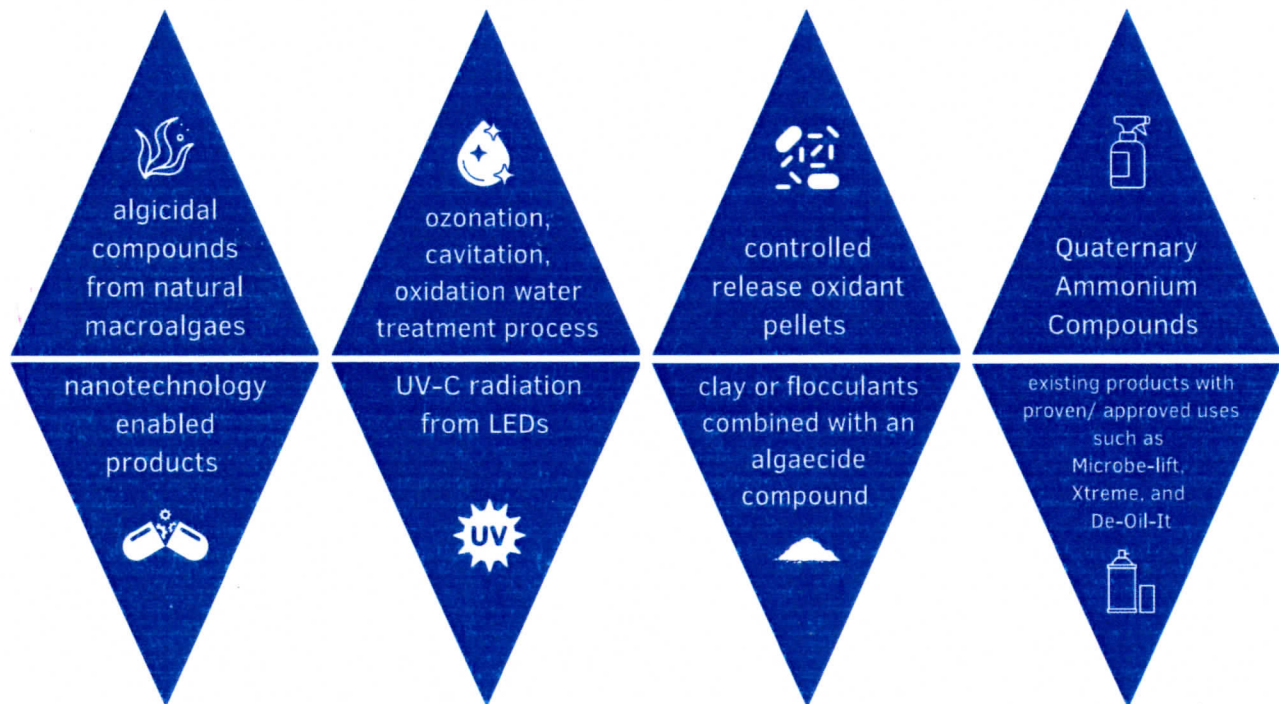 algicidal
compounds
from natural
macroalgaes
ozonation,
cavitation,
oxidation water
treatment process
controlled
release oxidant
pellets
Quaternary
Ammonium
Compounds
nanotechnology
enabled
products
UV-C radiation
from LEDs
UV
clay or flocculants
combined with an
algaecide
compound
existing products with
proven/ approved uses
such as
Microbe-lift,
Xtreme, and
De-Oil-It